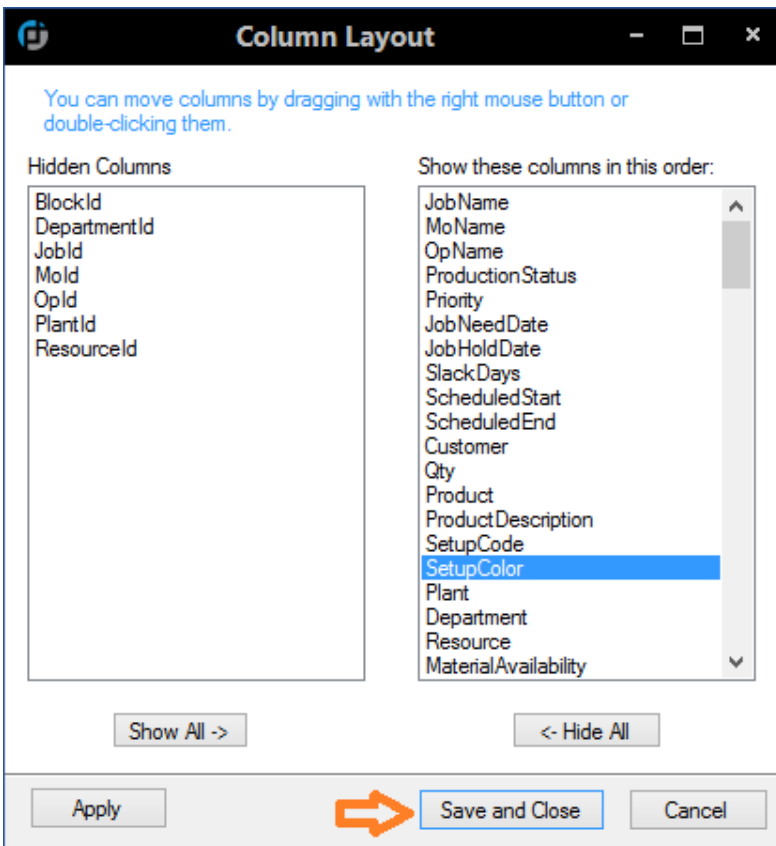 Column Layout
You can move columns by dragging with the right mouse button or
double-clicking them.
Hidden Columns
BlockId
DepartmentId
JobId
MoId
OpId
PlantId
ResourceId
Show these columns in this order:
JobName
MoName
OpName
ProductionStatus
Priority
JobNeedDate
JobHoldDate
SlackDays
ScheduledStart
ScheduledEnd
Customer
Qty
Product
ProductDescription
SetupCode
SetupColor
Plant
Department
Resource
MaterialAvailability
Show All ->
<- Hide All
Apply
Save and Close
Cancel